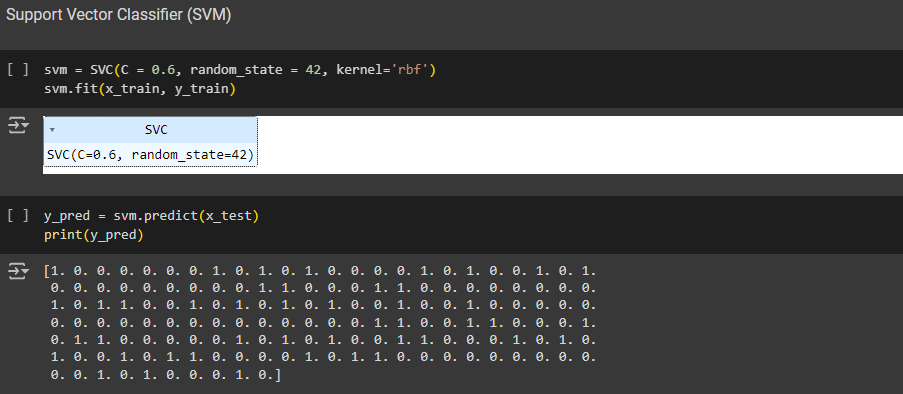 Support Vector Classifier (SVM)
[ ] svm = SVC(C = 0.6, random_state = 42, kernel='rbf')
svm.fit(x_train, y_train)
SVC
SVC(C=0.6, random_state=42)
[ ] y_pred = svm.predict(x_test)
print(y_pred)
[1. 0. 0. 0. 0. 0. 0. 1. 0. 1. 0. 1. 0. 0. 0. 0. 1. 0. 1. 0. 0. 1. 0. 1.
0. 0. 0. 0. 0. 0. 0. 0. 0. 1. 1. 0. 0. 0. 1. 1. 0. 0. 0. 0. 0. 0. 0. 0.
1. 0. 1. 1. 0. 0. 1. 0. 1. 0. 1. 0. 1. 0. 0. 1. 0. 0. 1. 0. 0. 0. 0. 0.
0. 0. 0. 0. 0. 0. 0. 0. 0. 0. 0. 0. 0. 0. 1. 1. 0. 0. 1. 1. 0. 0. 0. 1.
0. 1. 1. 0. 0. 0. 0. 0. 1. 0. 1. 0. 1. 0. 0. 1. 1. 0. 0. 0. 1. 0. 1. 0.
1. 0. 0. 1. 0. 1. 1. 0. 0. 0. 0. 1. 0. 1. 1. 0. 0. 0. 0. 0. 0. 0. 0. 0.
0. 0. 1. 0. 1. 0. 0. 0. 1. 0.]